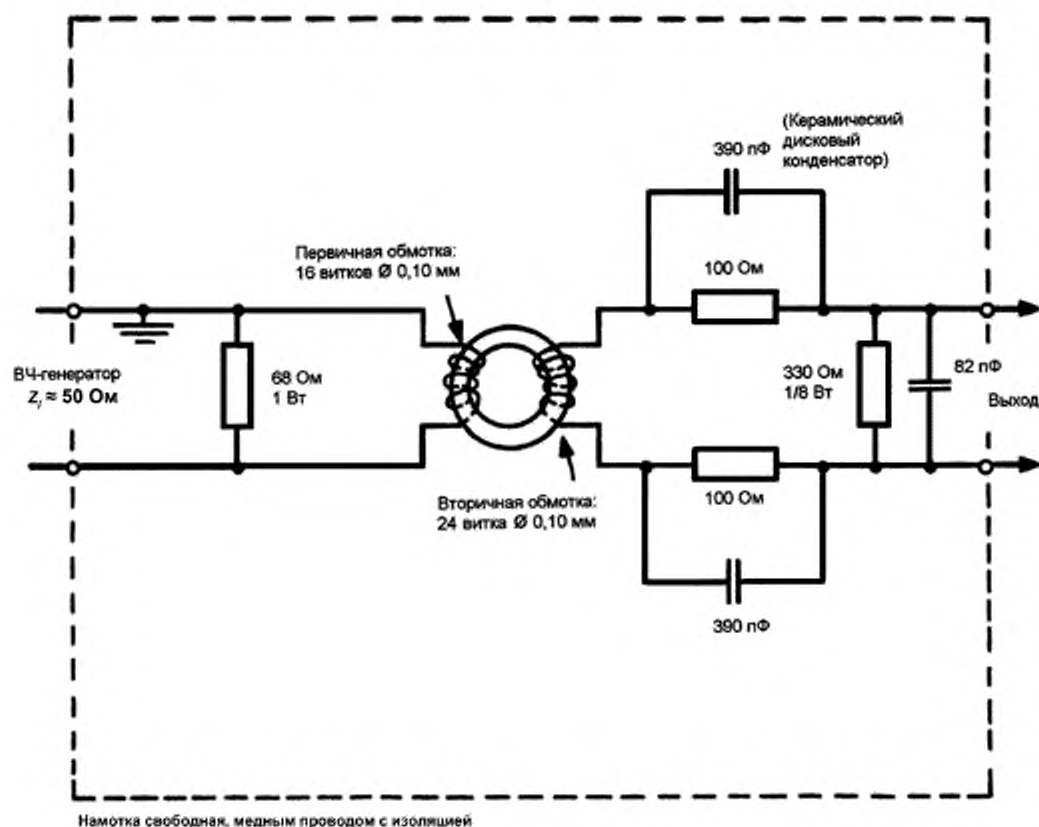 (Керамический
дисковый
конденсатор)
390 пФ
Первичная обмотка:
16 витков Ø 0,10 мм
100 Ом
ВЧ-генератор
Zᵢ ≈ 50 Ом
68 Ом
1 Вт
330 Ом
1/8 Вт
82 пФ
Выход
100 Ом
Вторичная обмотка:
24 витка Ø 0,10 мм
390 пФ
Намотка свободная, медным проводом с изоляцией